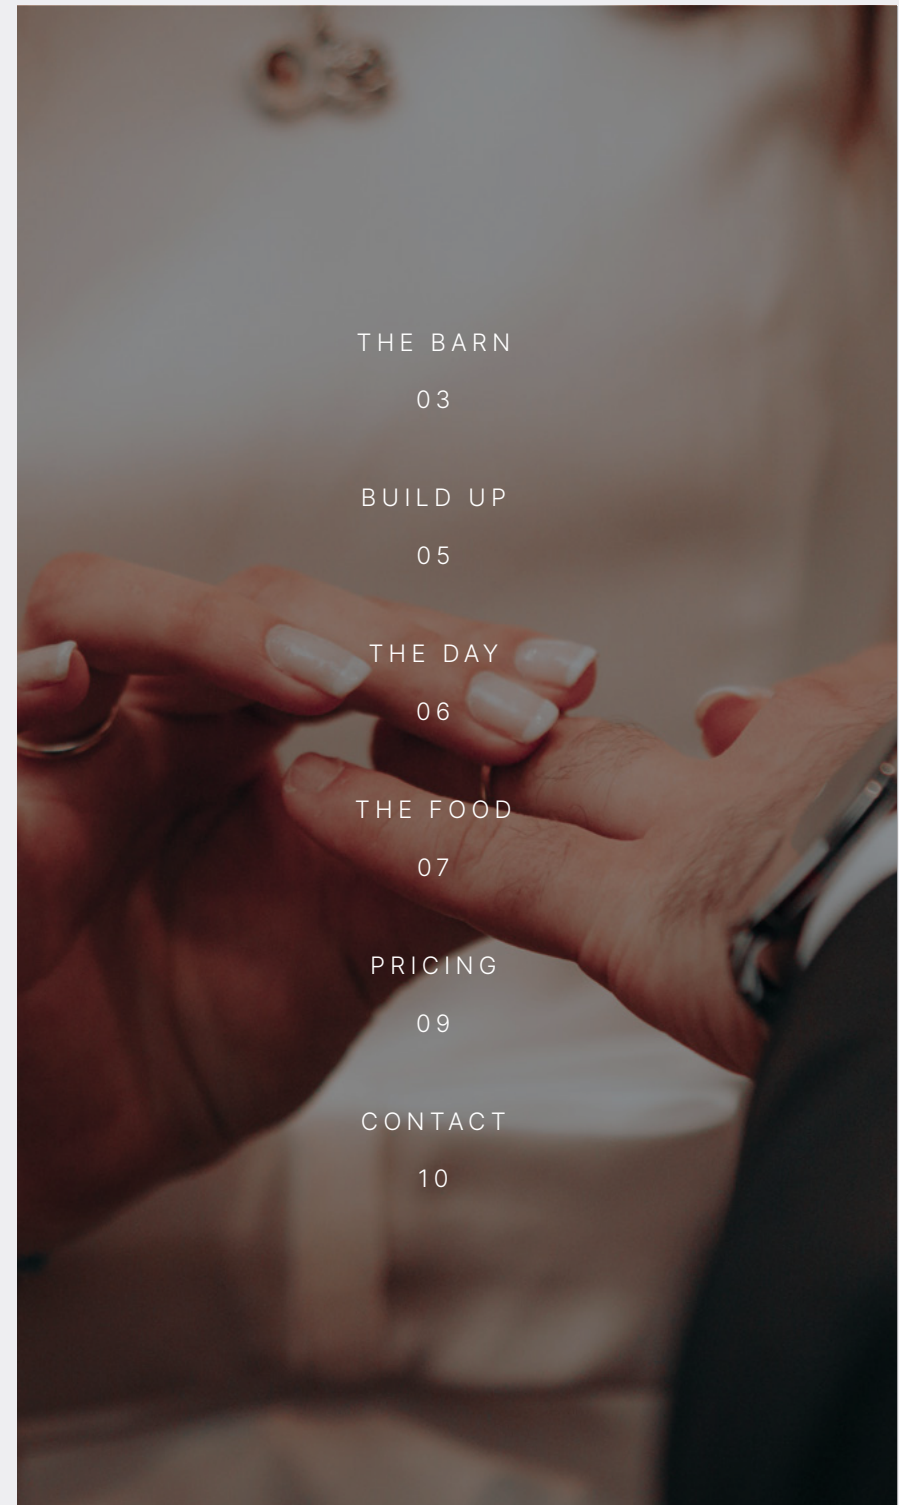 THE BARN
03
BUILD UP
05
THE DAY
06
THE FOOD
07
PRICING
09
CONTACT
10